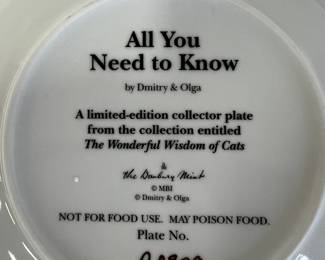 All You
Need to Know
by Dmitry & Olga
A limited-edition collector plate
from the collection entitled
The Wonderful Wisdom of Cats
&
the Danbury Mint
© MBI
© Dmitry & Olga
NOT FOR FOOD USE. MAY POISON FOOD.
Plate No.